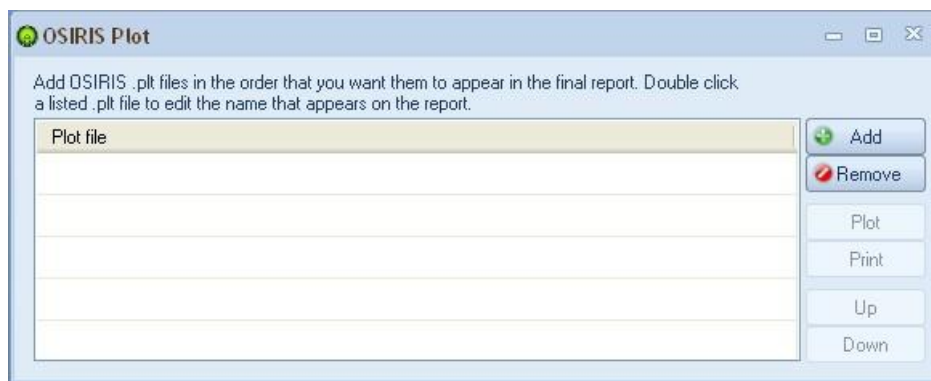 OSIRIS Plot
Add OSIRIS .plt files in the order that you want them to appear in the final report. Double click
a listed .plt file to edit the name that appears on the report.
Plot file
Add
Remove
Plot
Print
Up
Down